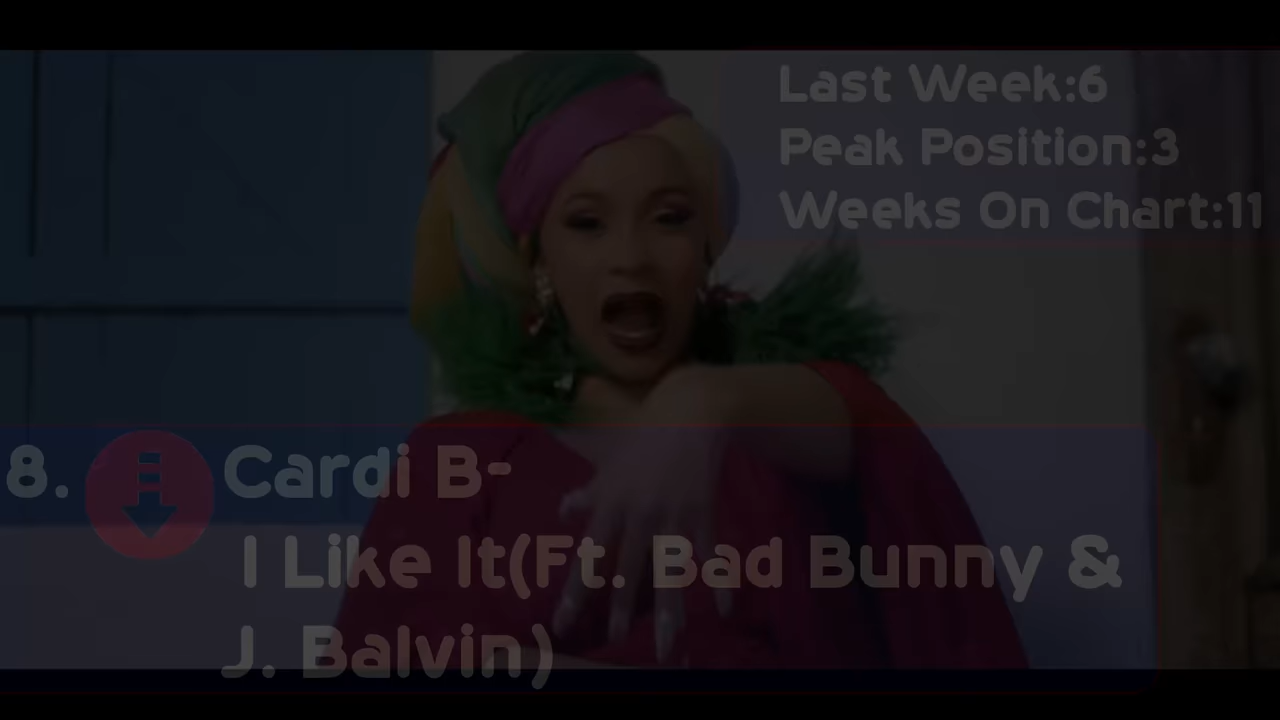 Last Week:6
Peak Position:3
Weeks On Chart:11
8. Cardi B-
I Like It(Ft. Bad Bunny &
J. Balvin)